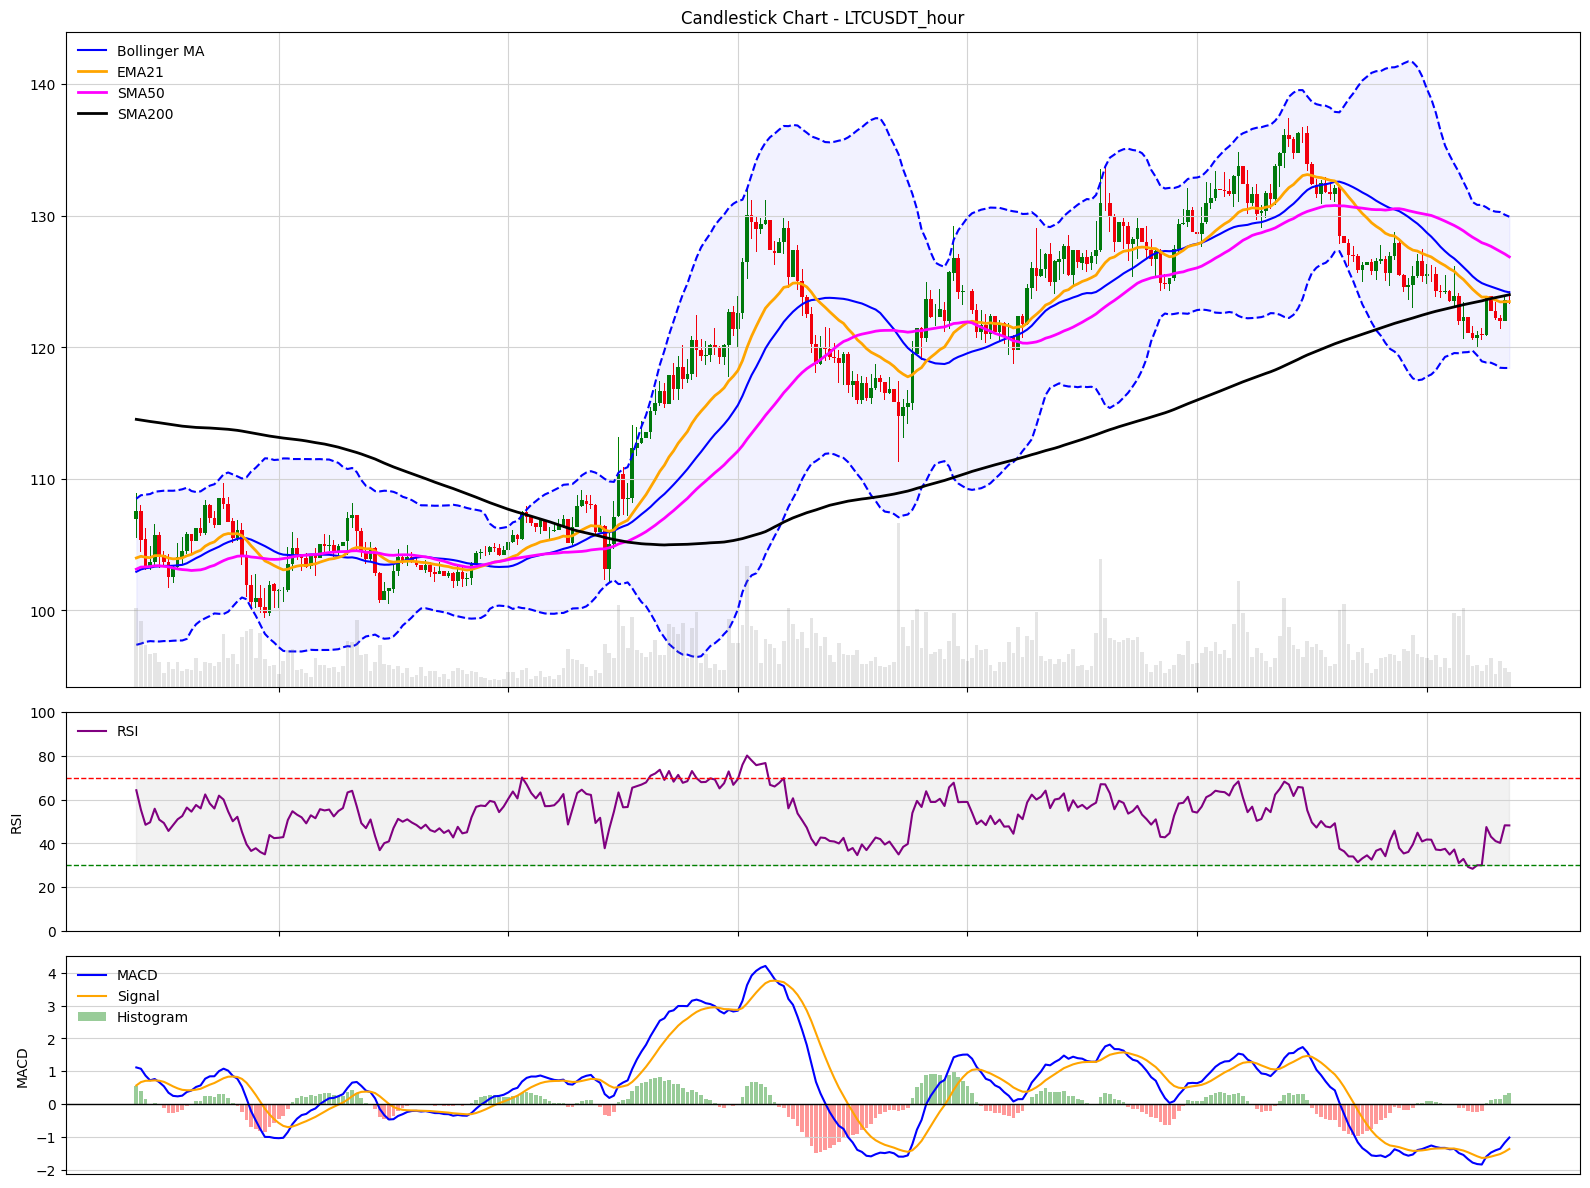 Candlestick Chart - LTCUSDT_hour
Bollinger MA
EMA21
SMA50
SMA200
140
130
120
110
100
RSI
100
80
60
40
20
0
RSI
MACD
Signal
Histogram
4
3
2
1
0
−1
−2
MACD